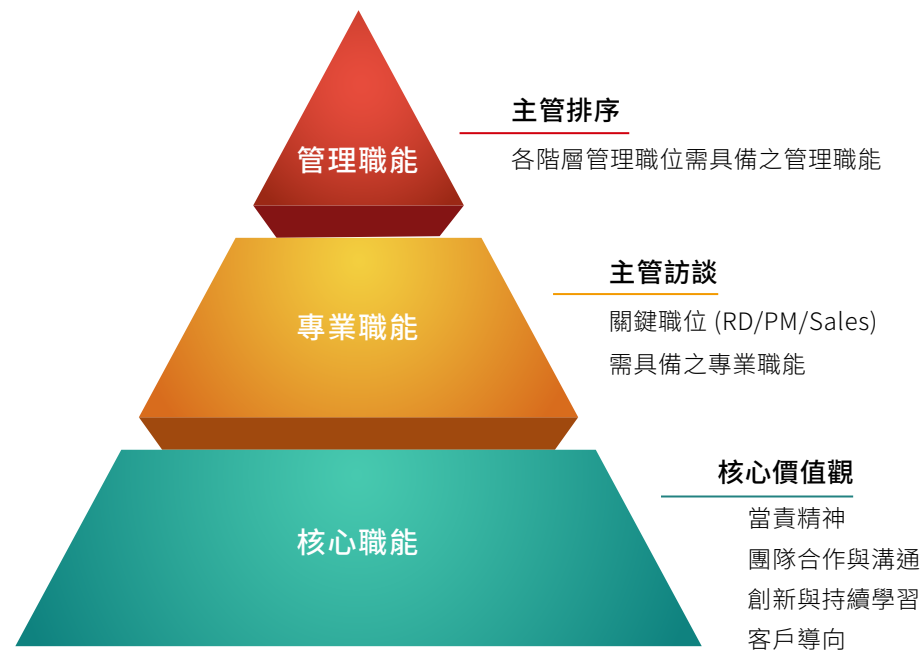 主管排序
管理職能
各階層管理職位需具備之管理職能
主管訪談
關鍵職位 (RD/PM/Sales)
專業職能
需具備之專業職能
核心價值觀
當責精神
核心職能
團隊合作與溝通
創新與持續學習
客戶導向